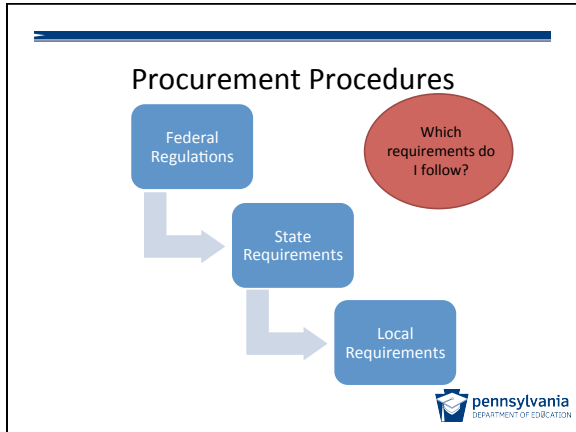 Procurement Procedures
Federal
Regulations
Which
requirements do
I follow?
State
Requirements
Local
Requirements
pennsylvania
DEPARTMENT OF EDUCATION